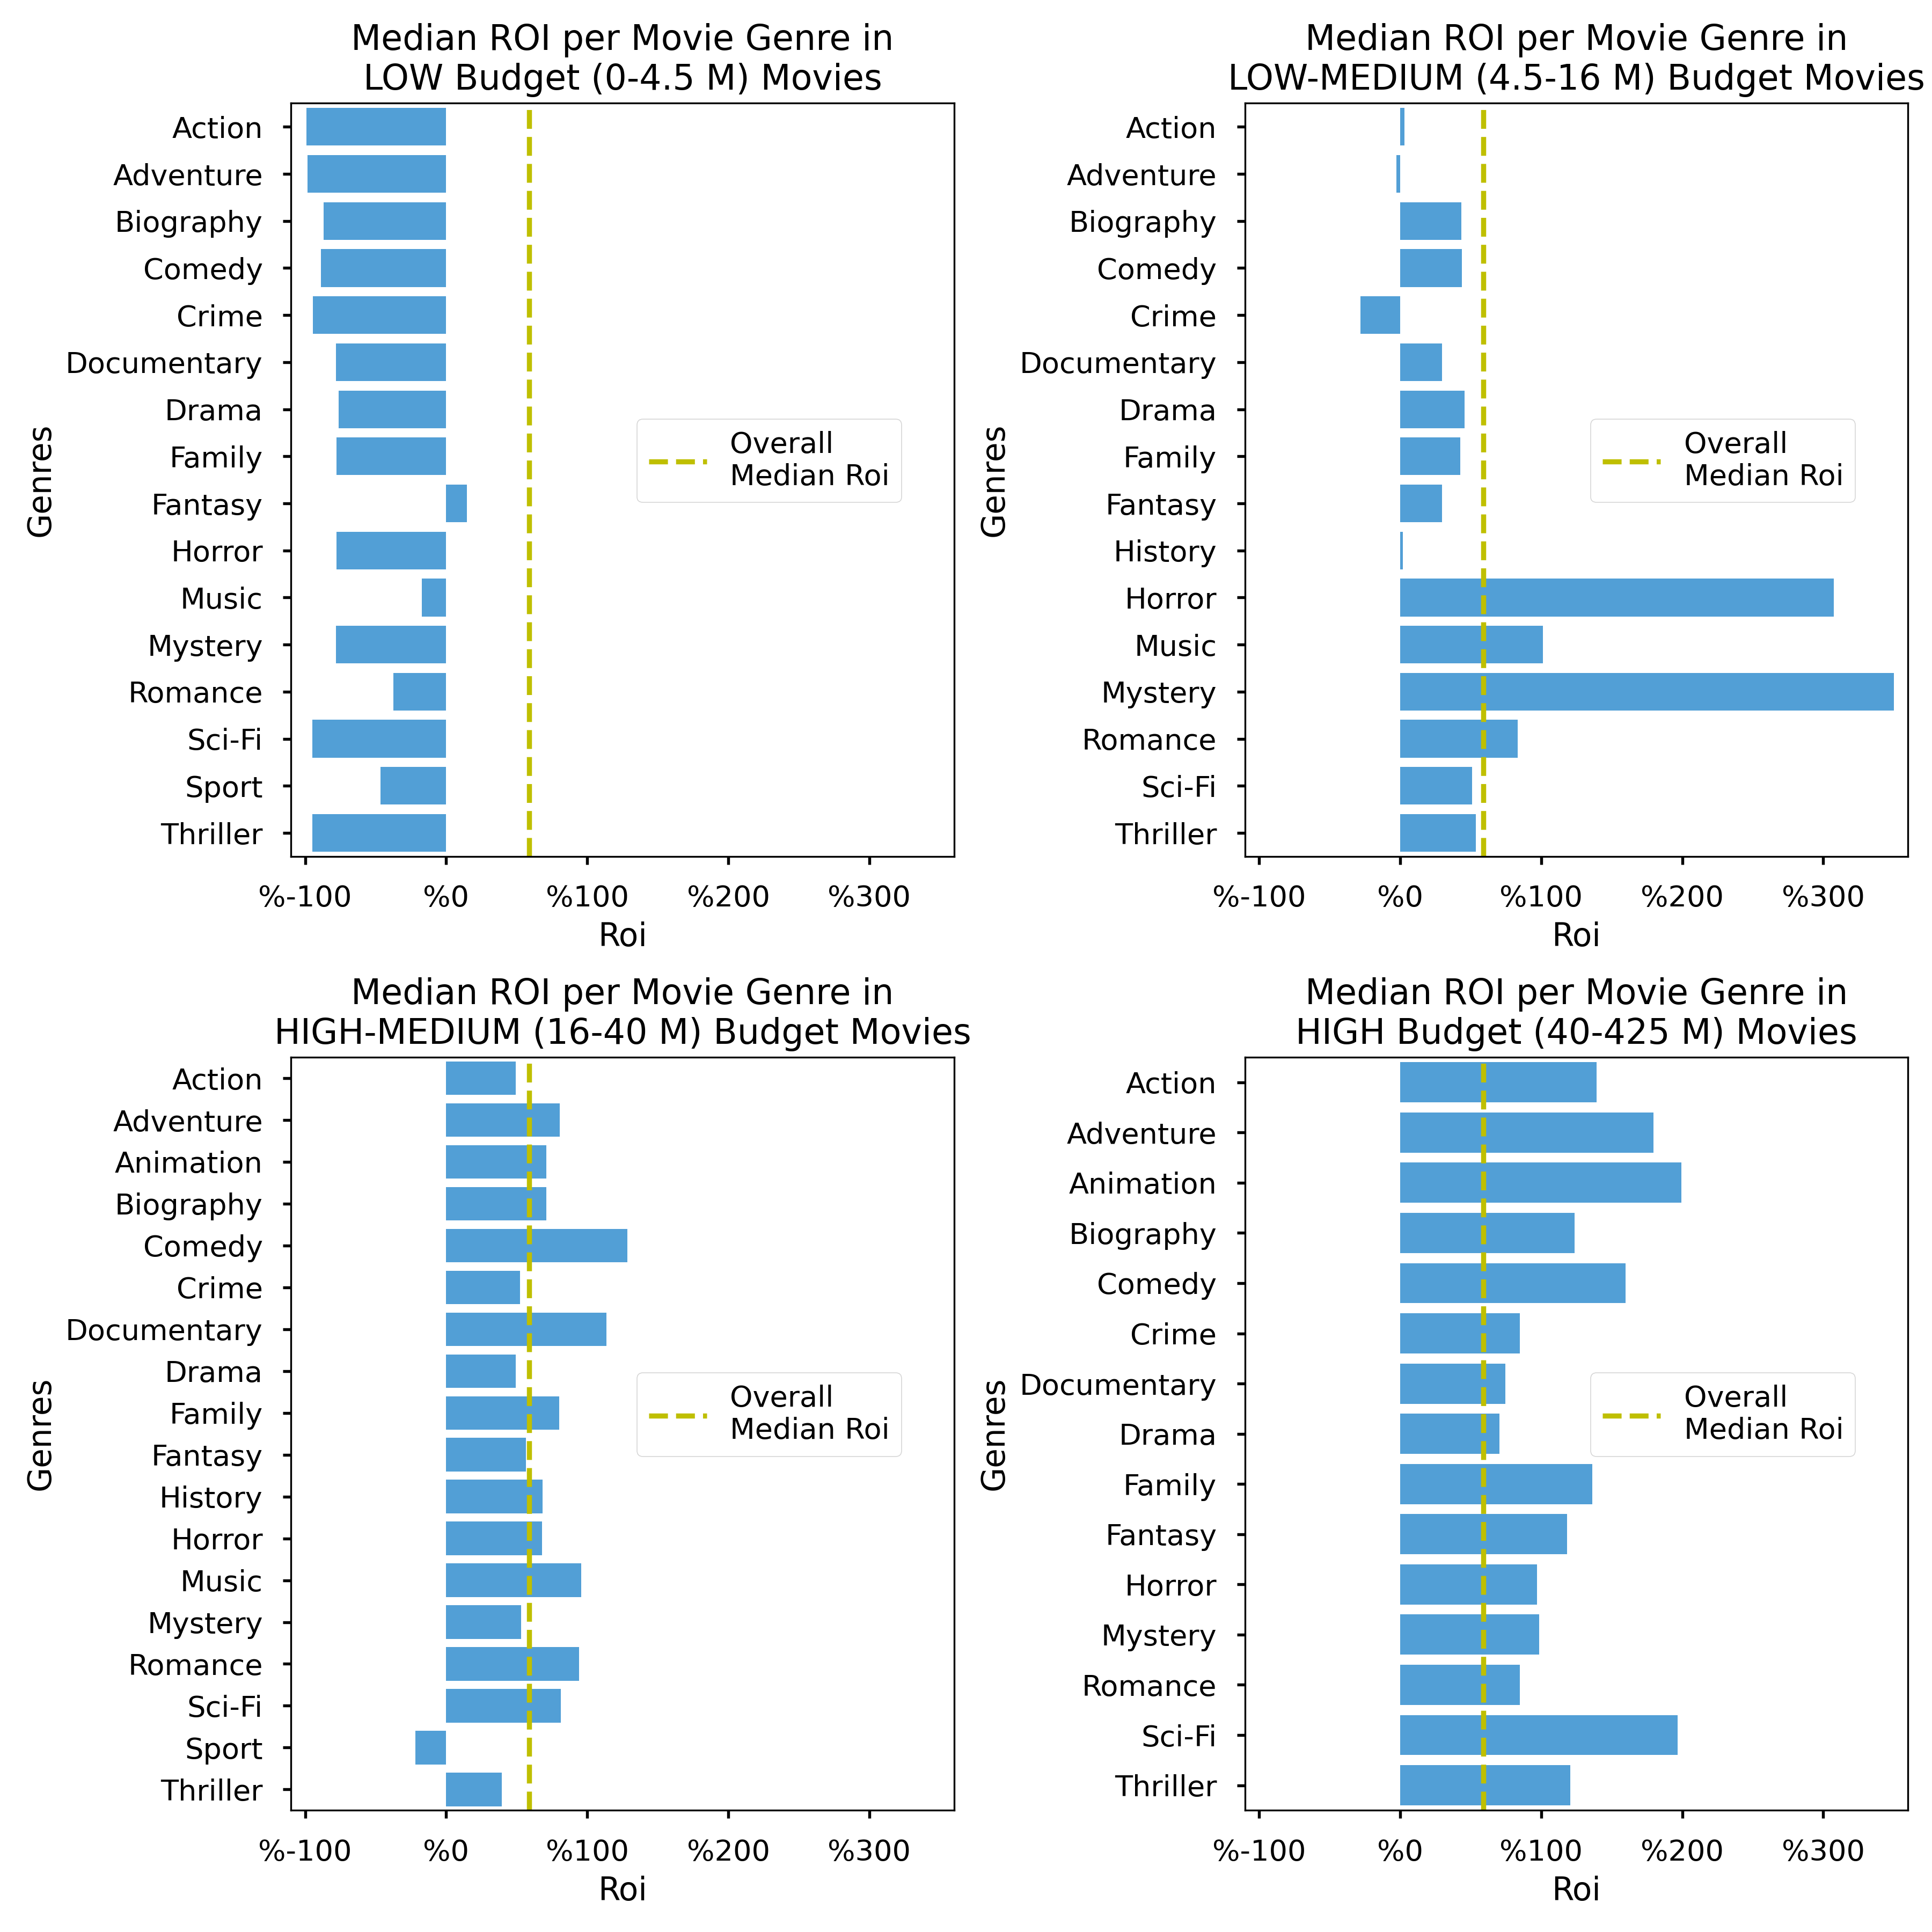 Median ROI per Movie Genre in
LOW Budget (0-4.5 M) Movies
Genres
Action
Adventure
Biography
Comedy
Crime
Documentary
Drama
Family
Fantasy
Horror
Music
Mystery
Romance
Sci-Fi
Sport
Thriller
Overall
Median Roi
%-100 %0 %100 %200 %300
Roi
Median ROI per Movie Genre in
LOW-MEDIUM (4.5-16 M) Budget Movies
Genres
Action
Adventure
Biography
Comedy
Crime
Documentary
Drama
Family
Fantasy
History
Horror
Music
Mystery
Romance
Sci-Fi
Thriller
Overall
Median Roi
%-100 %0 %100 %200 %300
Roi
Median ROI per Movie Genre in
HIGH-MEDIUM (16-40 M) Budget Movies
Genres
Action
Adventure
Animation
Biography
Comedy
Crime
Documentary
Drama
Family
Fantasy
History
Horror
Music
Mystery
Romance
Sci-Fi
Sport
Thriller
Overall
Median Roi
%-100 %0 %100 %200 %300
Roi
Median ROI per Movie Genre in
HIGH Budget (40-425 M) Movies
Genres
Action
Adventure
Animation
Biography
Comedy
Crime
Documentary
Drama
Family
Fantasy
Horror
Mystery
Romance
Sci-Fi
Thriller
Overall
Median Roi
%-100 %0 %100 %200 %300
Roi